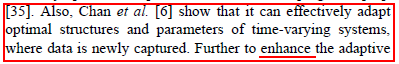 [35]. Also, Chan et al. [6] show that it can effectively adapt
optimal structures and parameters of time-varying systems,
where data is newly captured. Further to enhance the adaptive